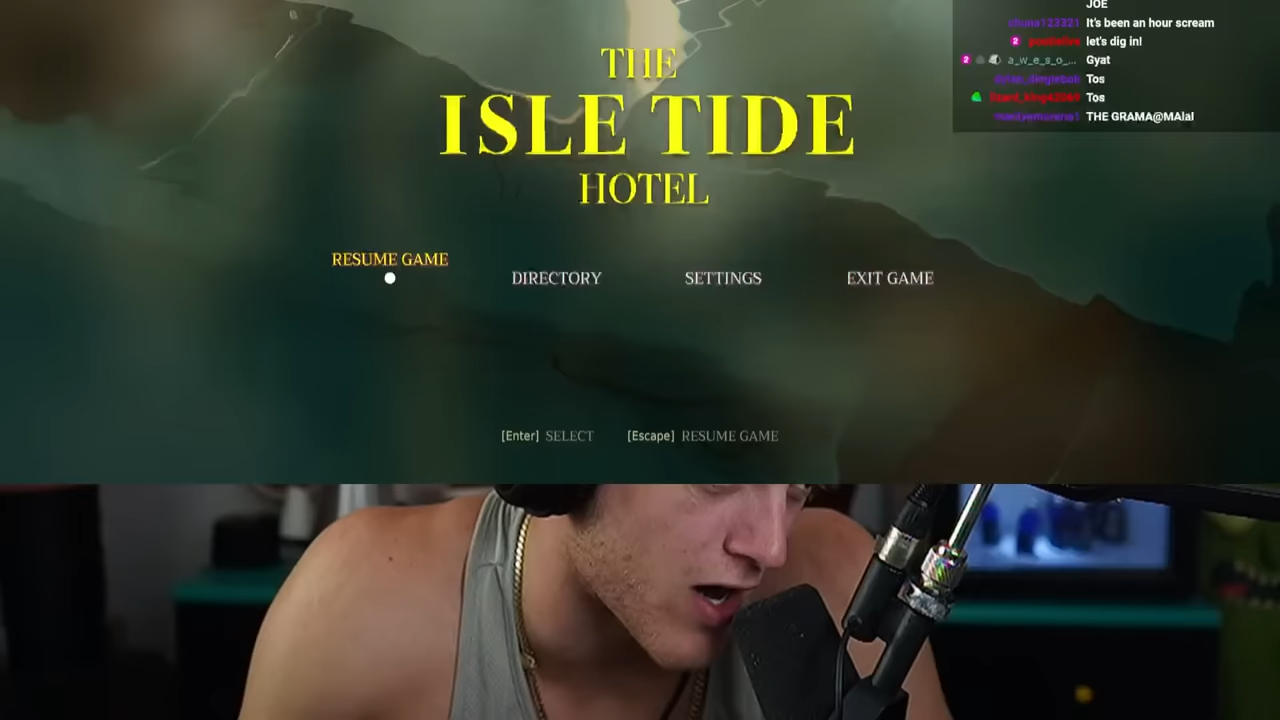 THE
ISLE TIDE
HOTEL
RESUME GAME
DIRECTORY
SETTINGS
EXIT GAME
[Enter] SELECT
[Escape] RESUME GAME
JOE
It's been an hour scream
let's dig in!
a_w_e_s_o_... Gyat
Tos
Tos
THE GRAMA@MAlal